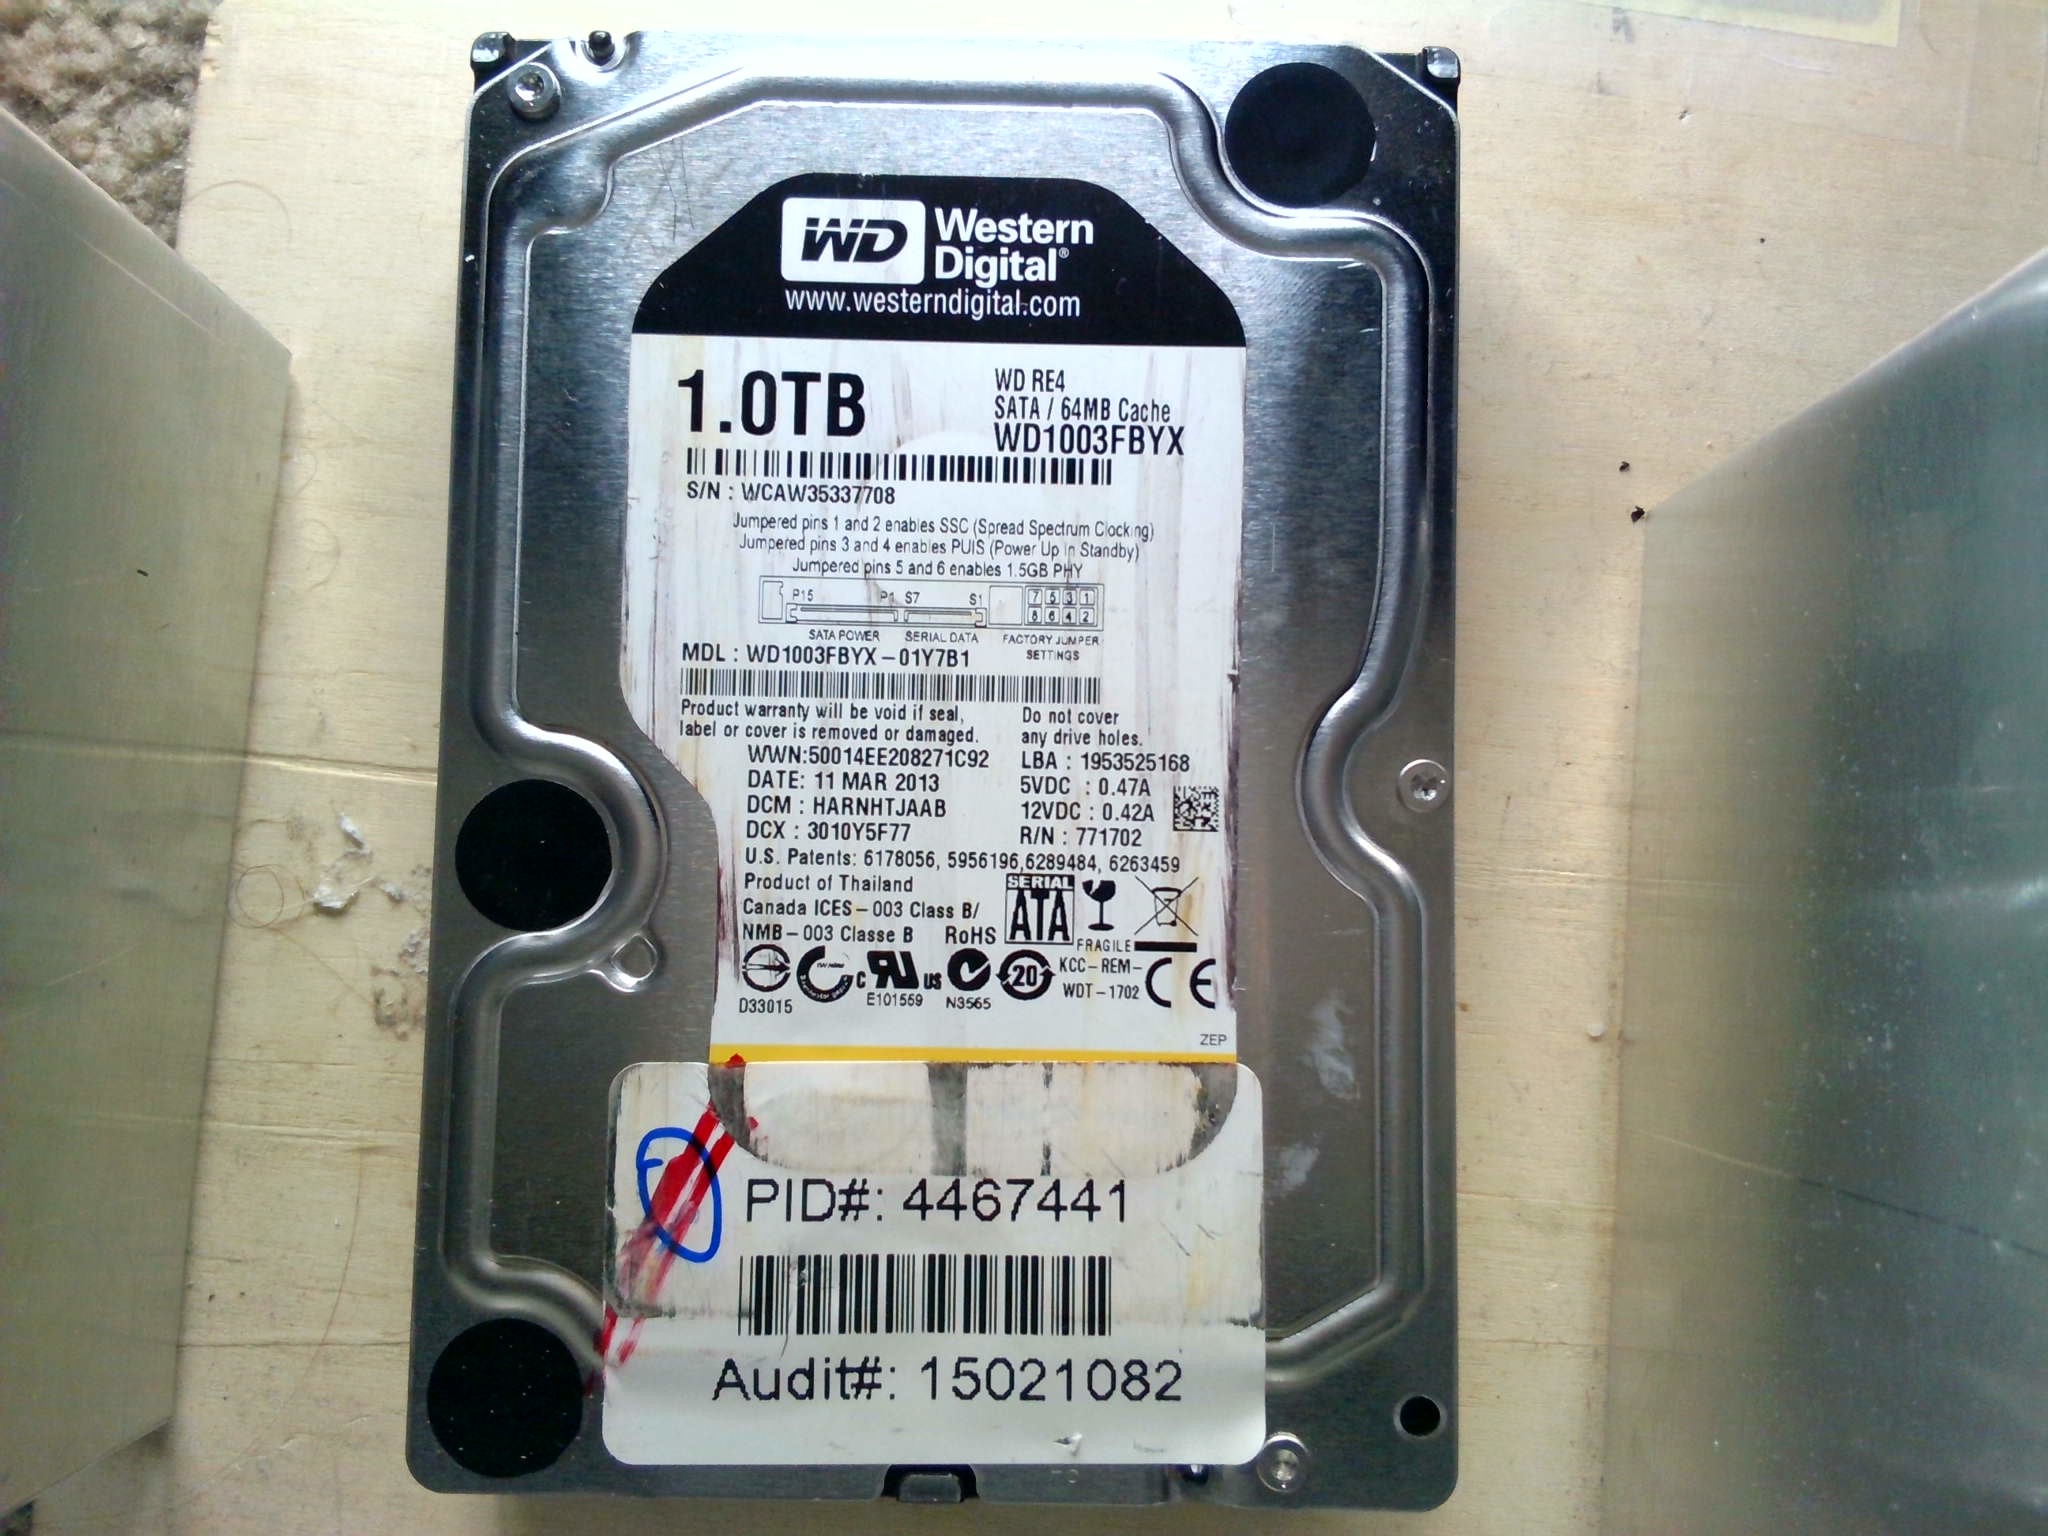 WD Western
Digital®
www.westerndigital.com
1.0TB
WD RE4
SATA / 64MB Cache
WD1003FBYX
S/N : WCAW35337708
Jumpered pins 1 and 2 enables SSC (Spread Spectrum Clocking)
Jumpered pins 3 and 4 enables PUIS (Power Up in Standby)
Jumpered pins 5 and 6 enables 1.5GB PHY
P15 P1 S7 S1 7 5 3 1
8 6 4 2
SATA POWER SERIAL DATA FACTORY JUMPER
SETTINGS
MDL : WD1003FBYX-01Y7B1
Product warranty will be void if seal,
label or cover is removed or damaged.
Do not cover
any drive holes.
WWN:50014EE208271C92 LBA : 1953525168
DATE: 11 MAR 2013 5VDC : 0.47A
DCM : HARNHTJAAB 12VDC : 0.42A
DCX : 3010Y5F77 R/N : 771702
U.S. Patents: 6178056, 5956196,6289484, 6263459
Product of Thailand
Canada ICES-003 Class B/
NMB-003 Classe B RoHS
SERIAL
ATA
FRAGILE
D33015
c RU US
E101559
N3565
20
KCC-REM-
WDT-1702
CE
ZEP
PID#: 4467441
Audit#: 15021082